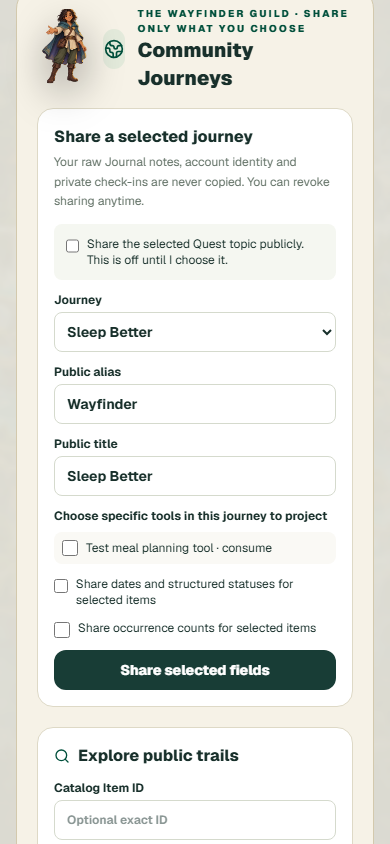 THE WAYFINDER GUILD · SHARE
ONLY WHAT YOU CHOOSE
Community
Journeys
Share a selected journey
Your raw Journal notes, account identity and
private check-ins are never copied. You can revoke
sharing anytime.
Share the selected Quest topic publicly.
This is off until I choose it.
Journey
Sleep Better
Public alias
Wayfinder
Public title
Sleep Better
Choose specific tools in this journey to project
Test meal planning tool · consume
Share dates and structured statuses for
selected items
Share occurrence counts for selected items
Share selected fields
Explore public trails
Catalog Item ID
Optional exact ID